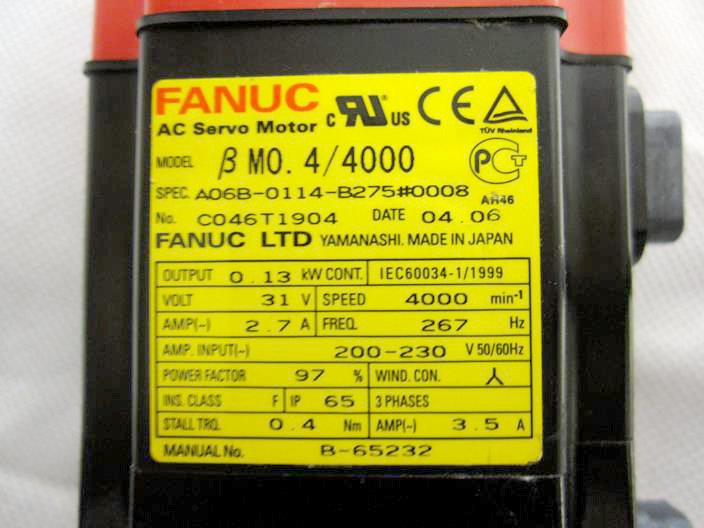 FANUC
AC Servo Motor c RU US CE TÜV Rheinland
MODEL β M0. 4/4000
SPEC. A06B-0114-B275#0008 AR46
No. C046T1904 DATE 04.06
FANUC LTD YAMANASHI. MADE IN JAPAN
OUTPUT 0.13 kW CONT. IEC60034-1/1999
VOLT 31 V SPEED 4000 min-1
AMP(~) 2.7 A FREQ. 267 Hz
AMP. INPUT(~) 200-230 V 50/60Hz
POWER FACTOR 97 % WIND. CON. 人
INS. CLASS F IP 65 3 PHASES
STALL TRQ. 0.4 Nm AMP(~) 3.5 A
MANUAL No. B-65232